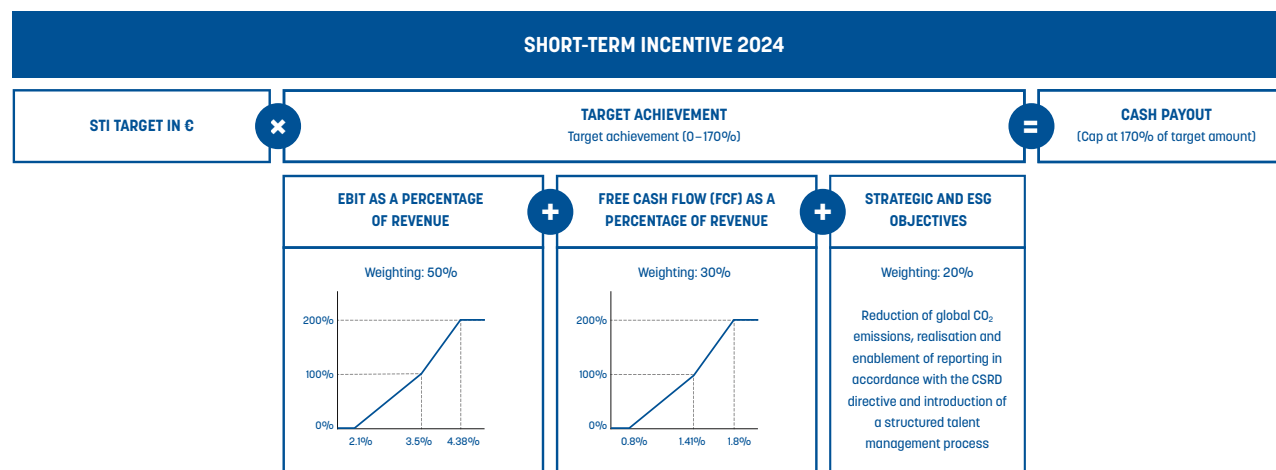 SHORT-TERM INCENTIVE 2024
STI TARGET IN €
×
TARGET ACHIEVEMENT
Target achievement (0–170%)
=
CASH PAYOUT
(Cap at 170% of target amount)
EBIT AS A PERCENTAGE
OF REVENUE
+
FREE CASH FLOW (FCF) AS A
PERCENTAGE OF REVENUE
+
STRATEGIC AND ESG
OBJECTIVES
Weighting: 50%
200%
100%
0%
2.1% 3.5% 4.38%
Weighting: 30%
200%
100%
0%
0.8% 1.41% 1.8%
Weighting: 20%
Reduction of global CO₂
emissions, realisation and
enablement of reporting in
accordance with the CSRD
directive and introduction of
a structured talent
management process